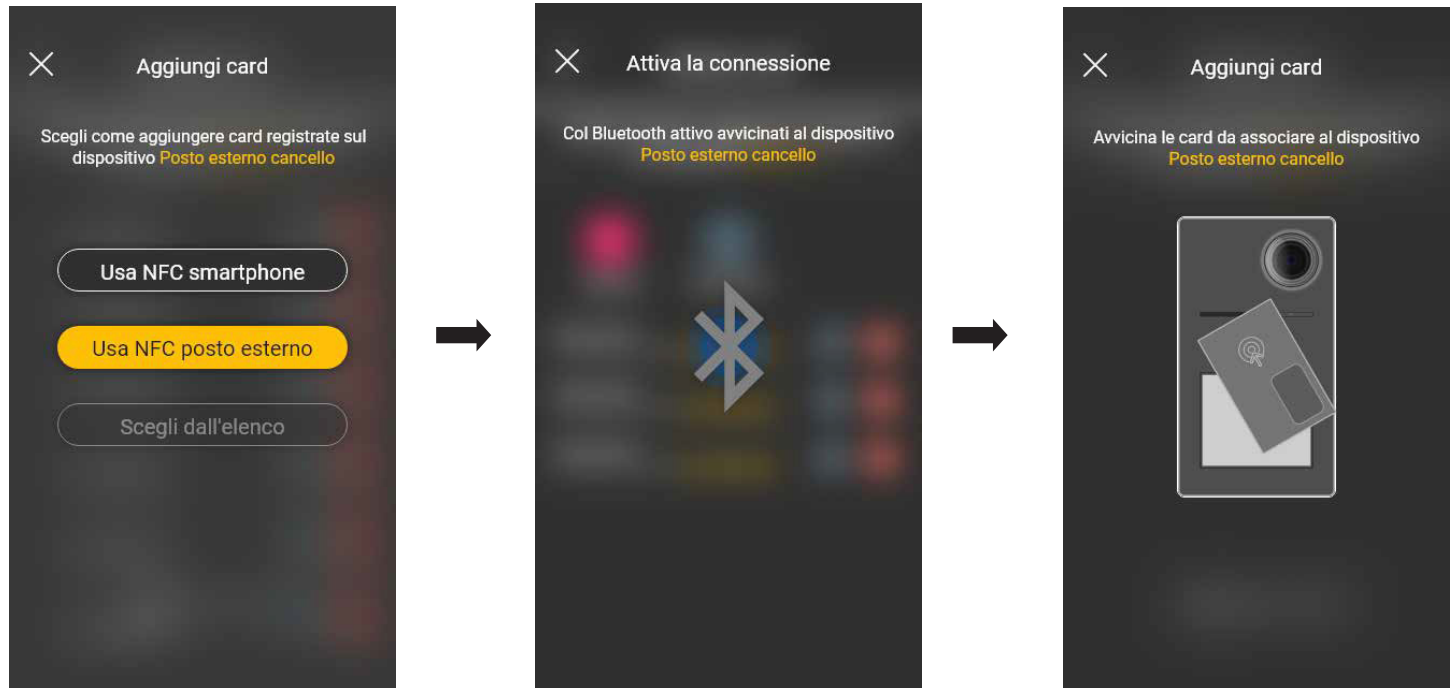 Aggiungi card
Scegli come aggiungere card registrate sul
dispositivo Posto esterno cancello
Usa NFC smartphone
Usa NFC posto esterno
Scegli dall'elenco
Attiva la connessione
Col Bluetooth attivo avvicinati al dispositivo
Posto esterno cancello
Aggiungi card
Avvicina le card da associare al dispositivo
Posto esterno cancello